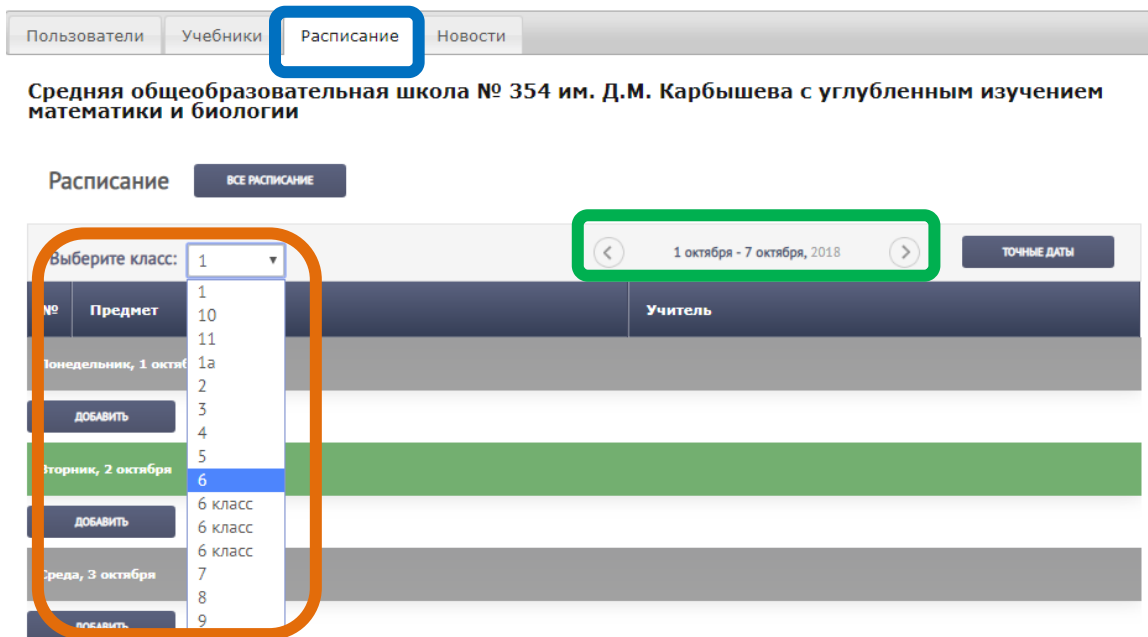 Пользователи Учебники Расписание Новости
Средняя общеобразовательная школа № 354 им. Д.М. Карбышева с углубленным изучением
математики и биологии
Расписание ВСЕ РАСПИСАНИЕ
Выберите класс: 1 1 октября - 7 октября, 2018 ТОЧНЫЕ ДАТЫ
№ Предмет Учитель
1
10
11
1а
2
3
4
5
6
6 класс
6 класс
6 класс
7
8
9
Понедельник, 1
ДОБАВИТЬ
Вторник, 2 октября
ДОБАВИТЬ
Среда, 3 октября
ДОБАВИТЬ